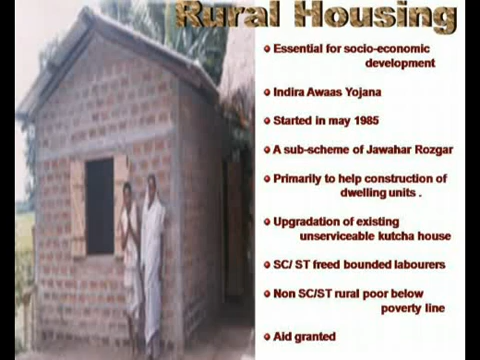 Rural Housing
Essential for socio-economic
development
Indira Awaas Yojana
Started in may 1985
A sub-scheme of Jawahar Rozgar
Primarily to help construction of
dwelling units .
Upgradation of existing
unserviceable kutcha house
SC/ ST freed bounded labourers
Non SC/ST rural poor below
poverty line
Aid granted